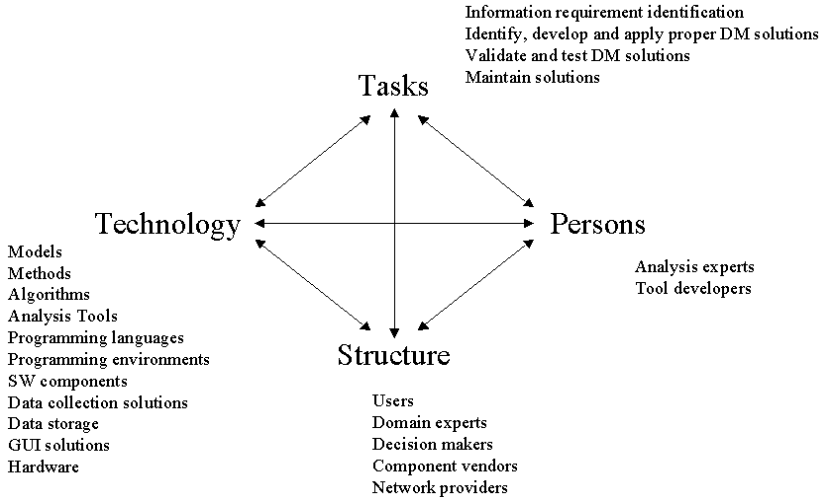 Information requirement identification
Identify, develop and apply proper DM solutions
Validate and test DM solutions
Maintain solutions
Tasks
Technology
Persons
Models
Methods
Algorithms
Analysis Tools
Programming languages
Programming environments
SW components
Data collection solutions
Data storage
GUI solutions
Hardware
Analysis experts
Tool developers
Structure
Users
Domain experts
Decision makers
Component vendors
Network providers